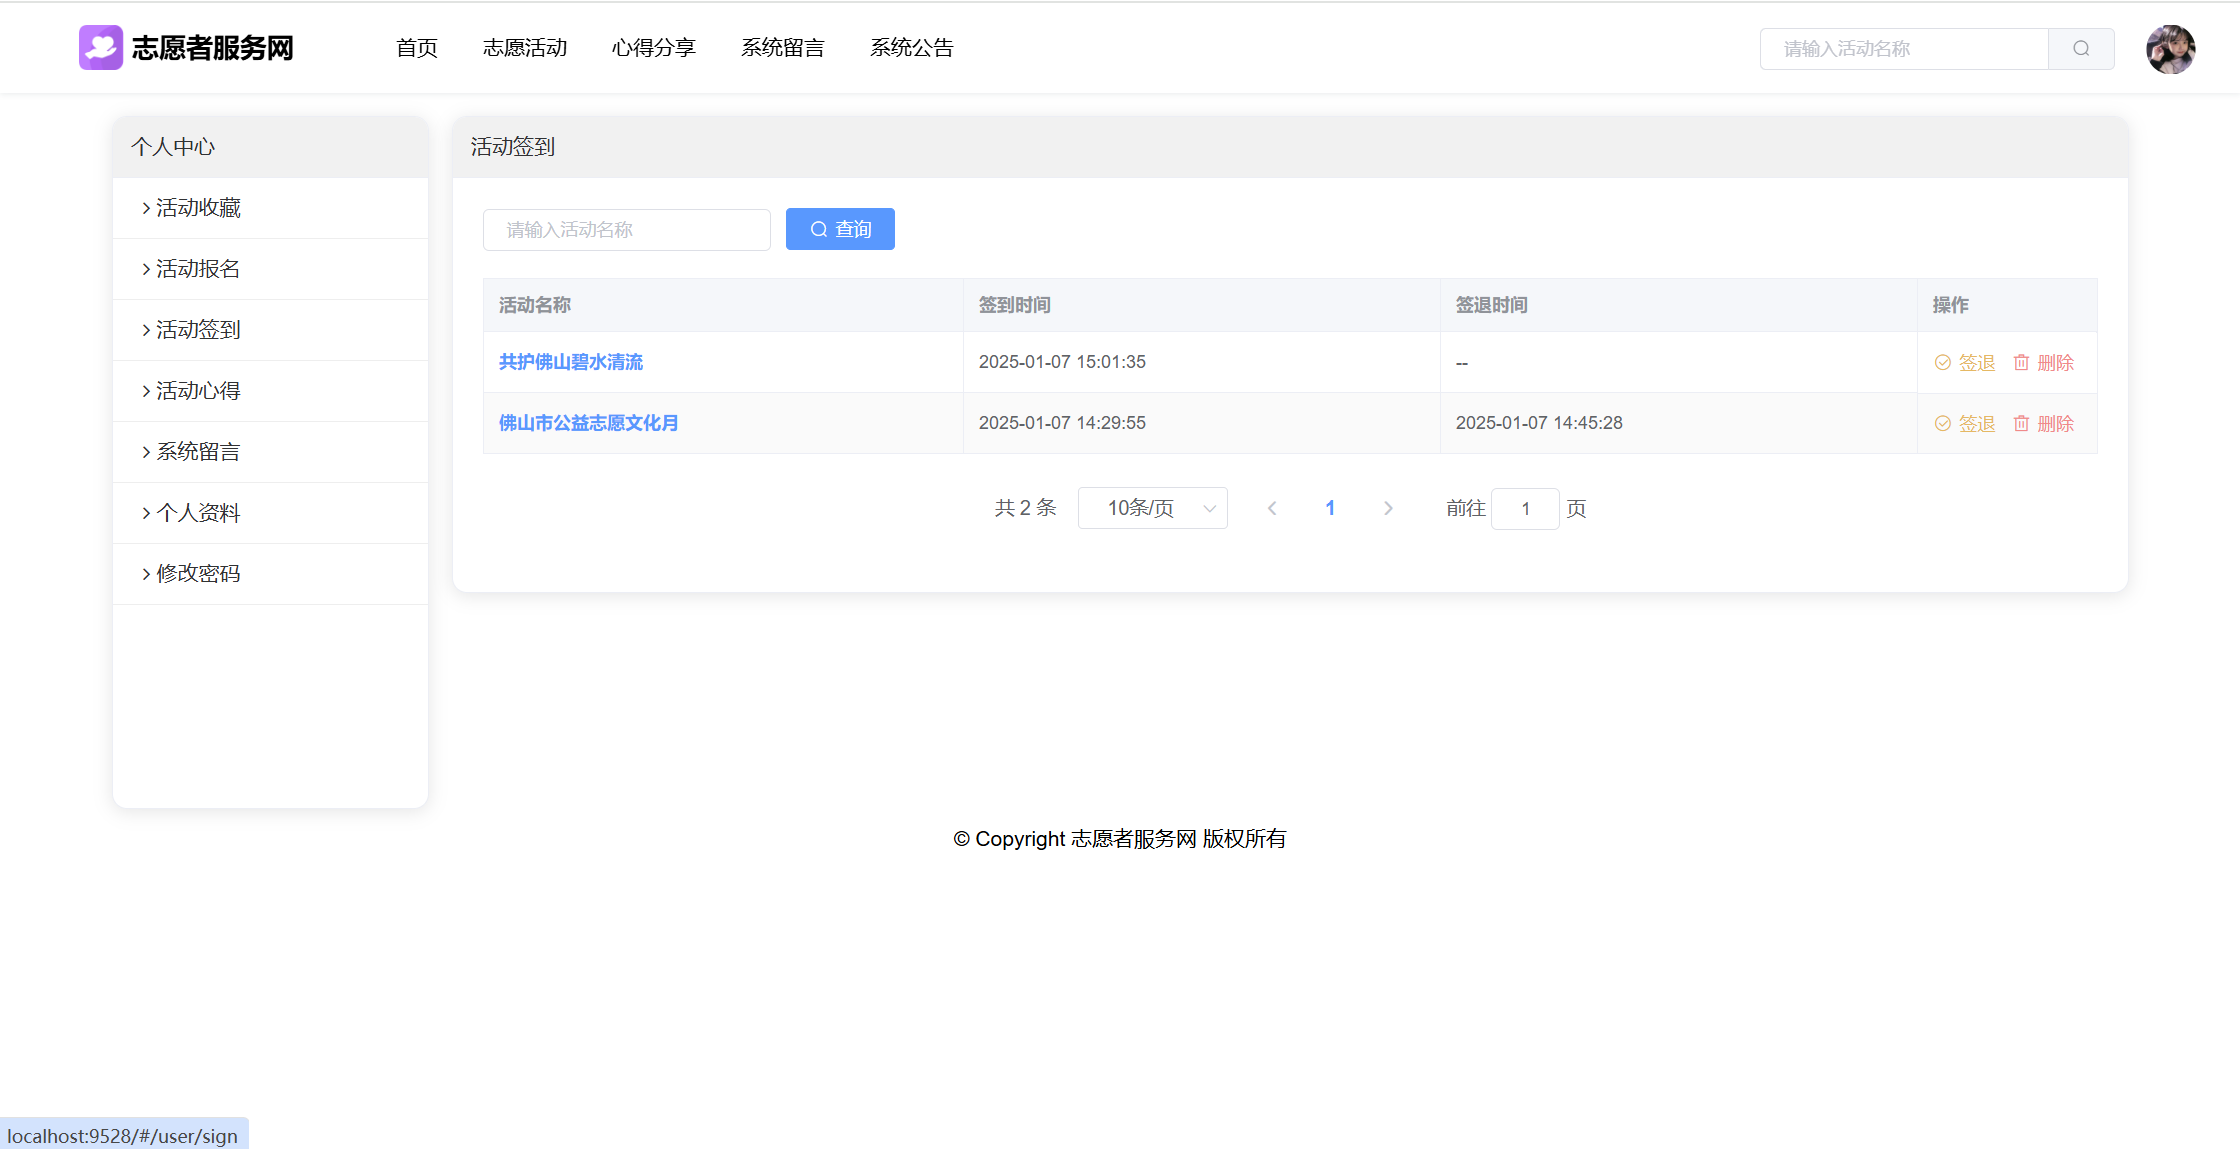 志愿者服务网
首页 志愿活动 心得分享 系统留言 系统公告
请输入活动名称
个人中心
活动收藏
活动报名
活动签到
活动心得
系统留言
个人资料
修改密码
活动签到
请输入活动名称 查询
活动名称 签到时间 签退时间 操作
共护佛山碧水清流 2025-01-07 15:01:35 -- 签退 删除
佛山市公益志愿文化月 2025-01-07 14:29:55 2025-01-07 14:45:28 签退 删除
共 2 条 10条/页 1 前往 1 页
© Copyright 志愿者服务网 版权所有
localhost:9528/#/user/sign